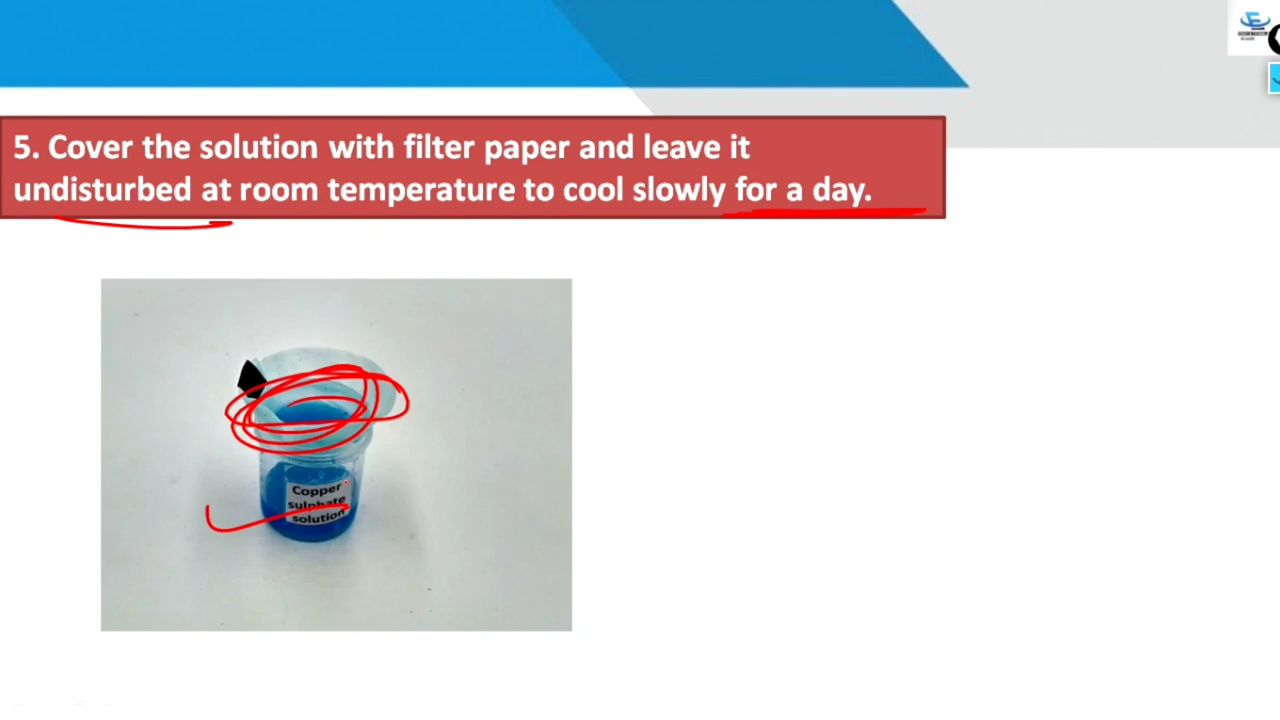 5. Cover the solution with filter paper and leave it
undisturbed at room temperature to cool slowly for a day.
Copper
sulphate
solution